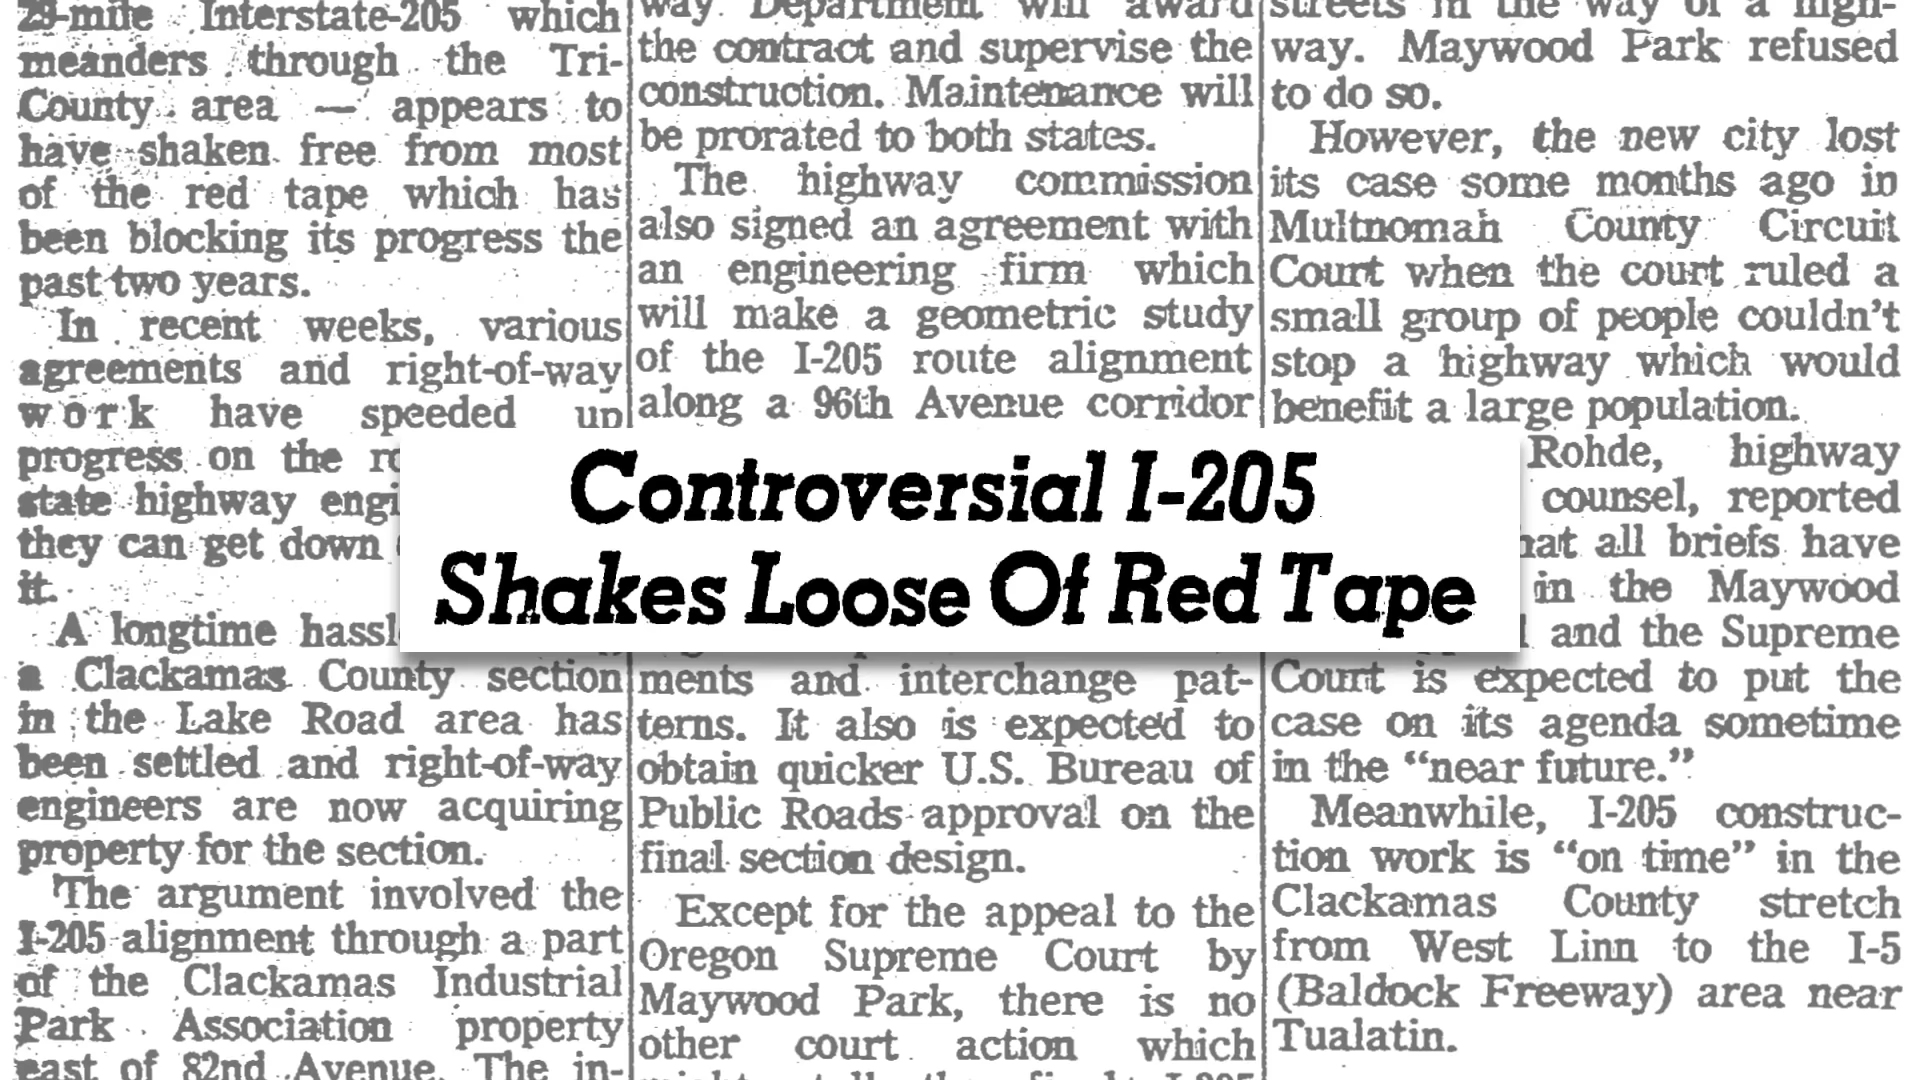 29-mile Interstate-205 which
meanders through the Tri-
County area — appears to
have shaken free from most
of the red tape which has
been blocking its progress the
past two years.
In recent weeks, various
agreements and right-of-way
work have speeded up
progress on the
state highway
they can get down
it.
A longtime
a Clackamas County section
in the Lake Road area has
been settled and right-of-way
engineers are now acquiring
property for the section.
The argument involved the
I-205 alignment through a part
of the Clackamas Industrial
Park Association property
east of 82nd Avenue. The in-
way Department will award
the contract and supervise the
construction. Maintenance will
be prorated to both states.
The highway commission
also signed an agreement with
an engineering firm which
will make a geometric study
of the I-205 route alignment
along a 96th Avenue corridor
Controversial I-205
Shakes Loose Of Red Tape
ments and interchange pat-
terns. It also is expected to
obtain quicker U.S. Bureau of
Public Roads approval on the
final section design.
Except for the appeal to the
Oregon Supreme Court by
Maywood Park, there is no
other court action which
streets in the way of a high-
way. Maywood Park refused
to do so.
However, the new city lost
its case some months ago in
Multnomah County Circuit
Court when the court ruled a
small group of people couldn't
stop a highway which would
benefit a large population.
Rohde, highway
counsel, reported
all briefs have
in the Maywood
and the Supreme
Court is expected to put the
case on its agenda sometime
in the “near future.”
Meanwhile, I-205 construc-
tion work is “on time” in the
Clackamas County stretch
from West Linn to the I-5
(Baldock Freeway) area near
Tualatin.